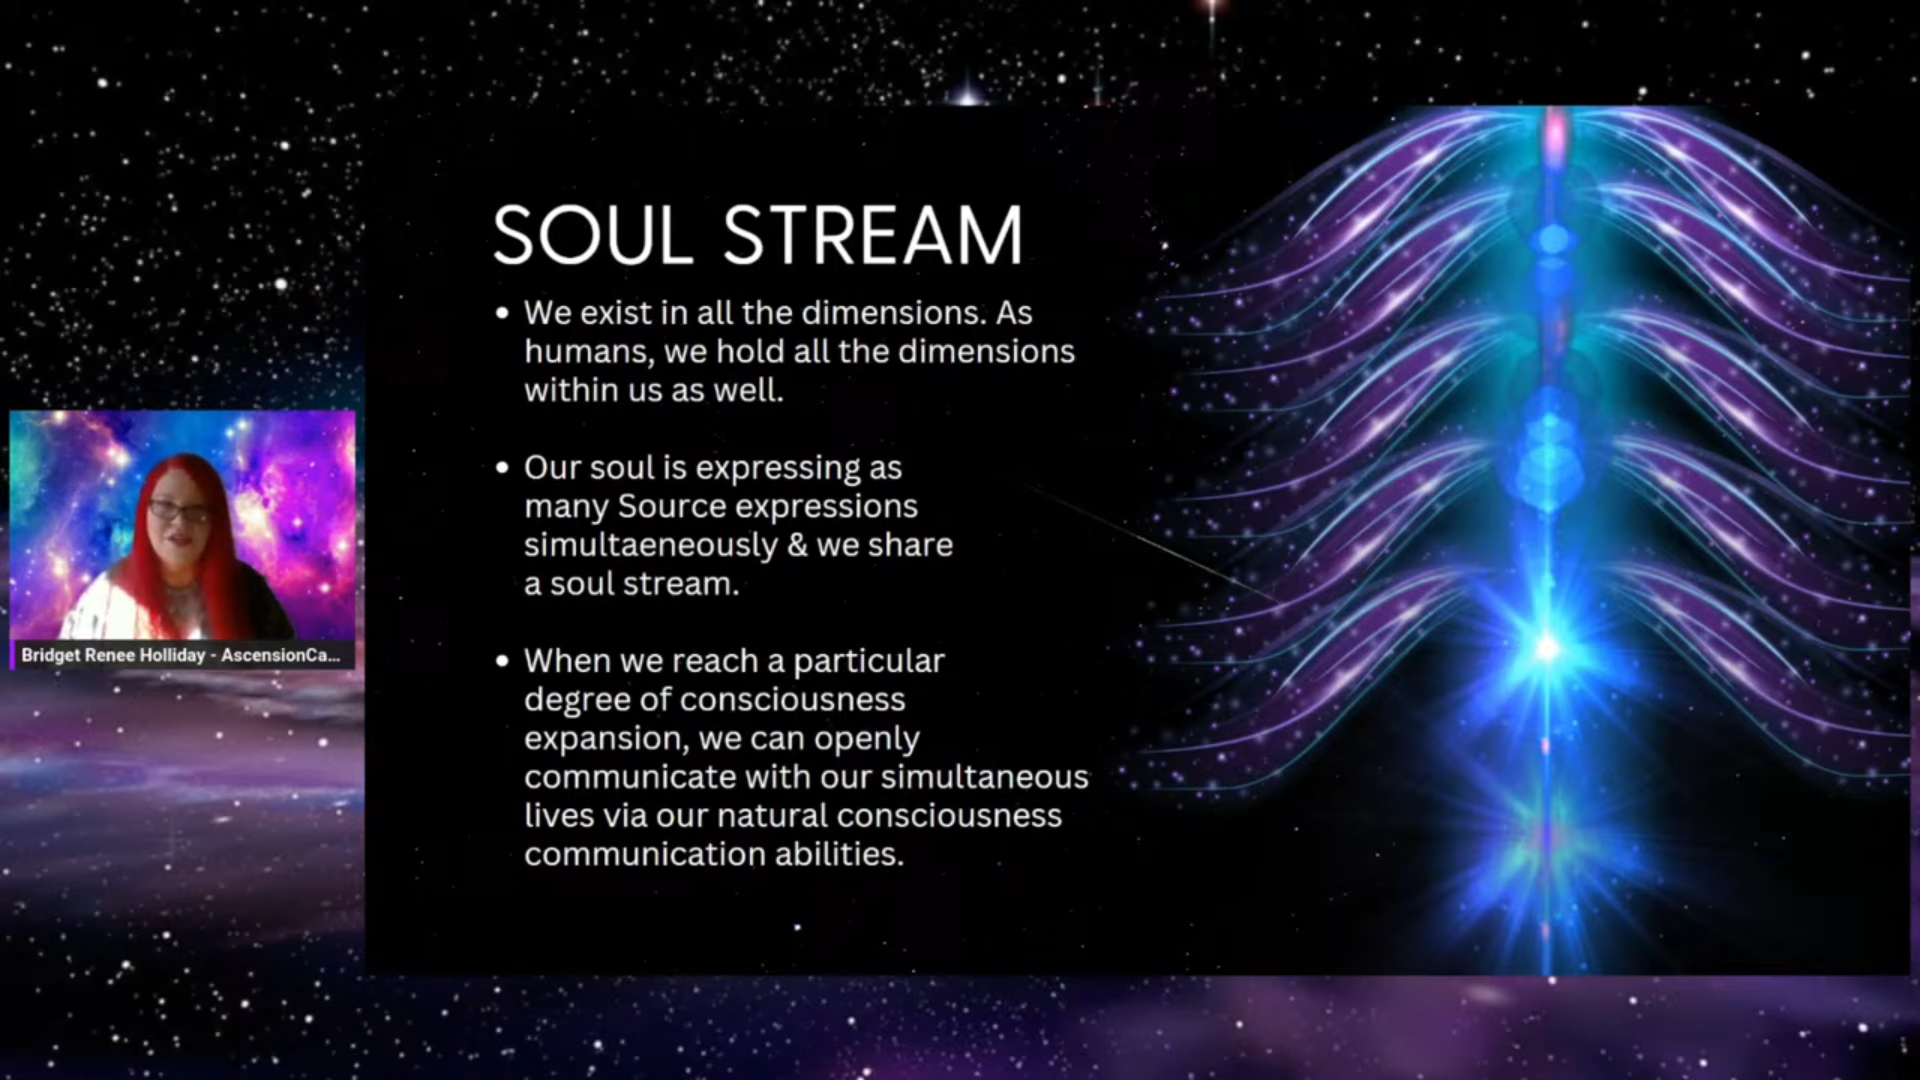 SOUL STREAM
• We exist in all the dimensions. As
humans, we hold all the dimensions
within us as well.
• Our soul is expressing as
many Source expressions
simultaeneously & we share
a soul stream.
• When we reach a particular
degree of consciousness
expansion, we can openly
communicate with our simultaneous
lives via our natural consciousness
communication abilities.
Bridget Renee Holliday - AscensionCa...